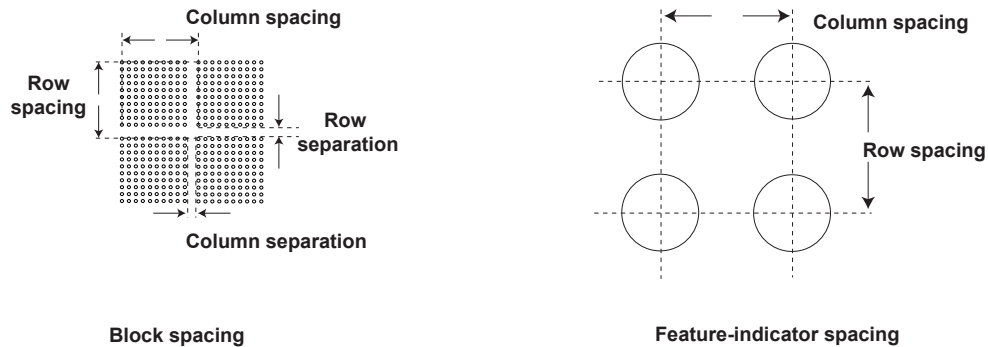 Column spacing
Row
spacing
Row
separation
Column separation
Block spacing
Column spacing
Row spacing
Feature-indicator spacing